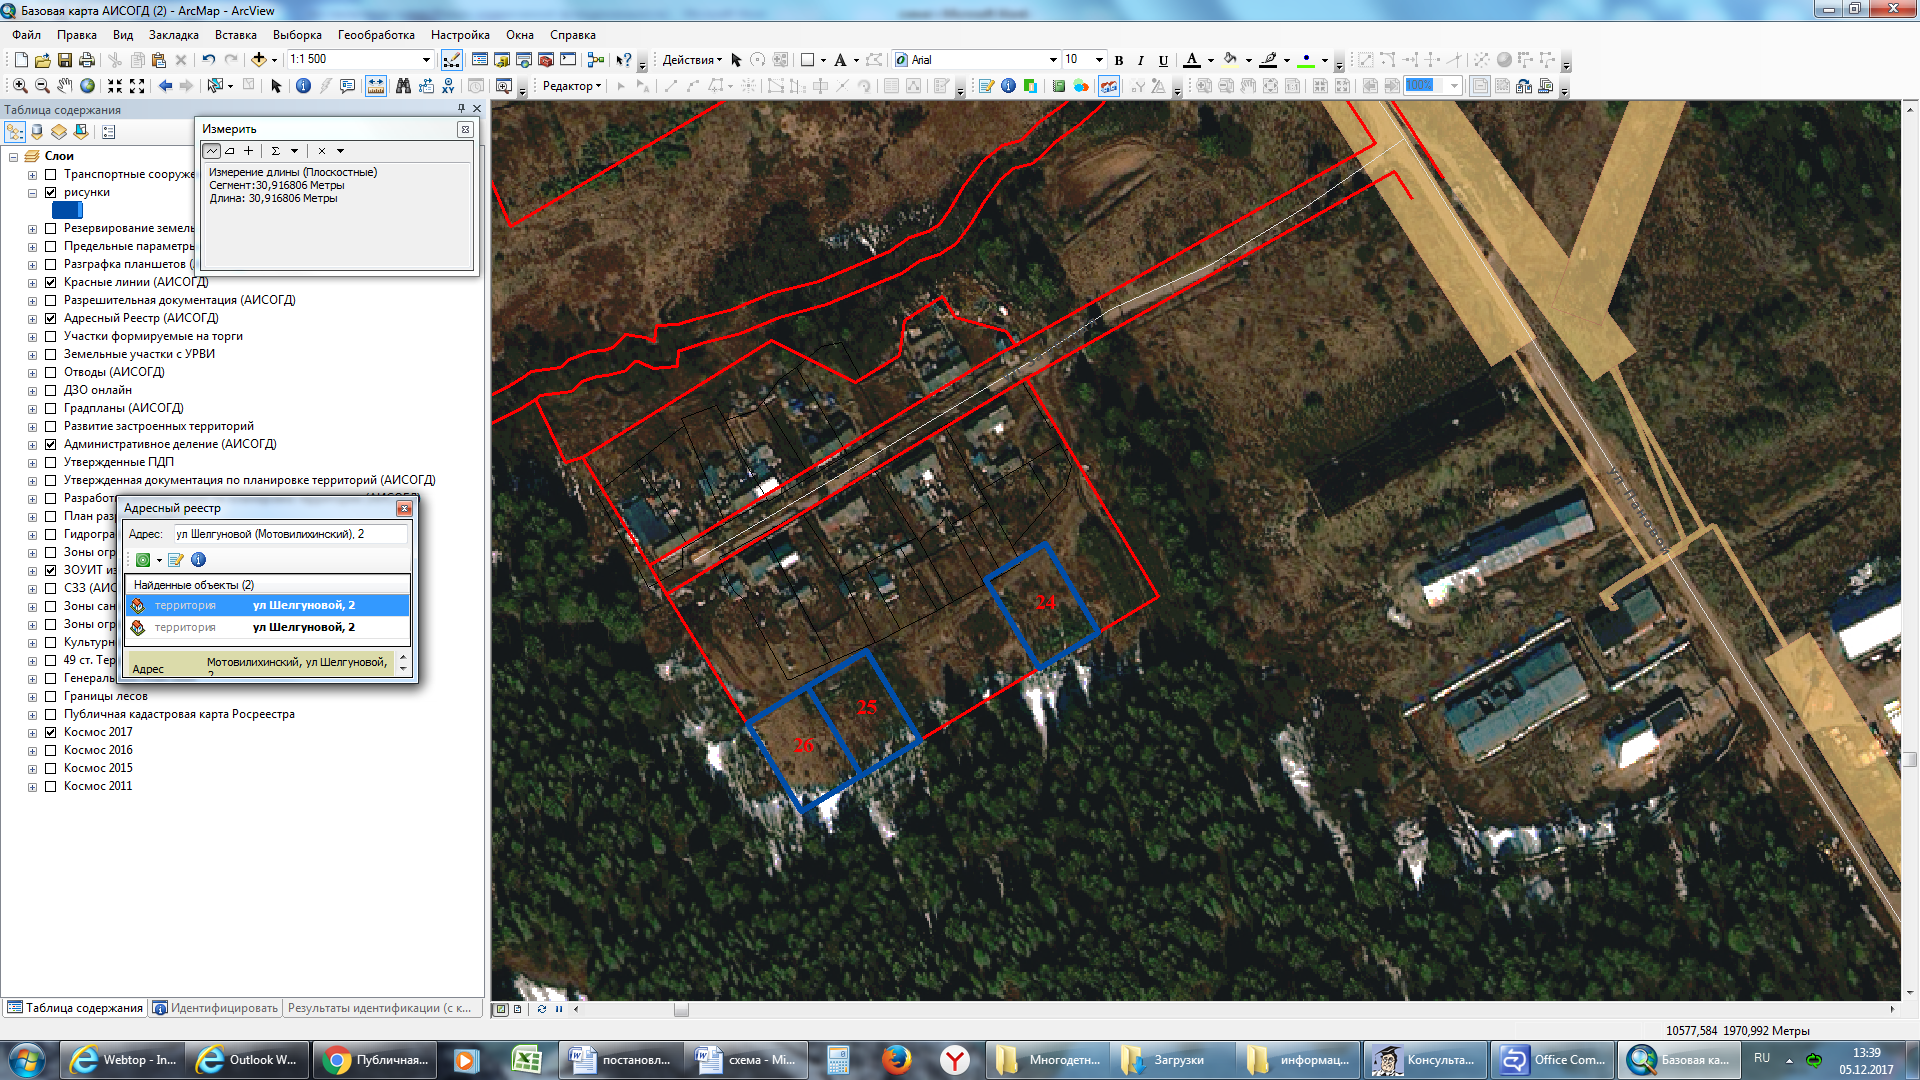 Базовая карта АИСОГД (2) - ArcMap - ArcView
Файл Правка Вид Закладка Вставка Выборка Геообработка Настройка Окна Справка
1:1 500
Действия
Arial
10
Редактор
100%
Таблица содержания
Измерить
Измерение длины (Плоскостные)
Сегмент:30,916806 Метры
Длина: 30,916806 Метры
Слои
Транспортные сооруже
рисунки
Резервирование земель
Предельные параметры
Разграфка планшетов (
Красные линии (АИСОГД)
Разрешительная документация (АИСОГД)
Адресный Реестр (АИСОГД)
Участки формируемые на торги
Земельные участки с УРВИ
Отводы (АИСОГД)
ДЗО онлайн
Градпланы (АИСОГД)
Развитие застроенных территорий
Административное деление (АИСОГД)
Утвержденные ПДП
Утвержденная документация по планировке территорий (АИСОГД)
Разработ
План раз
Гидрогра
Зоны огр
ЗОУИТ из
СЗЗ (АИС
Зоны сан
Зоны огр
Культурн
49 ст. Тер
Генераль
Границы лесов
Публичная кадастровая карта Росреестра
Космос 2017
Космос 2016
Космос 2015
Космос 2011
Адресный реестр
Адрес: ул Шелгуновой (Мотовилихинский), 2
Найденные объекты (2)
территория ул Шелгуновой, 2
территория ул Шелгуновой, 2
Адрес Мотовилихинский, ул Шелгуновой, 2
24
25
26
Таблица содержания Идентифицировать Результаты идентификации (с к...
10577,584 1970,992 Метры
Webtop - In... Outlook W... Публичная... постановл... схема - Mi... Многодетн... Загрузки информац... Консульта... Office Com... Базовая ка... RU 13:39
05.12.2017